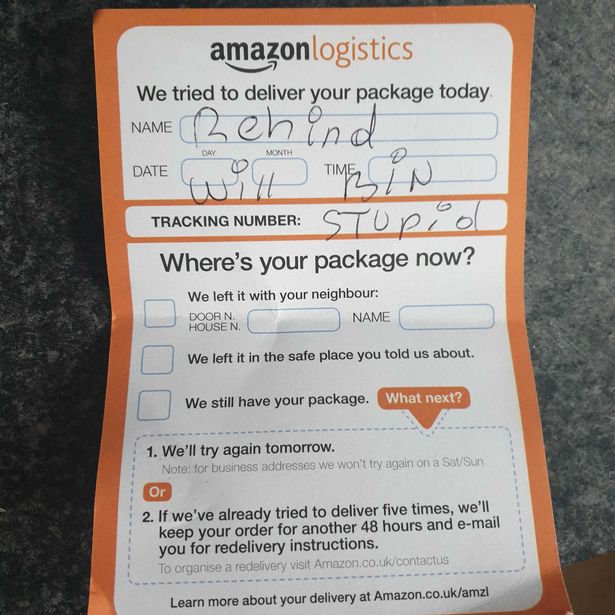 amazonlogistics
We tried to deliver your package today.
NAME Behind
DAY MONTH
DATE Will TIME BIN
TRACKING NUMBER: STUPid
Where's your package now?
We left it with your neighbour:
DOOR N. NAME
HOUSE N.
We left it in the safe place you told us about.
We still have your package. What next?
1. We'll try again tomorrow.
Note: for business addresses we won't try again on a Sat/Sun
Or
2. If we've already tried to deliver five times, we'll
keep your order for another 48 hours and e-mail
you for redelivery instructions.
To organise a redelivery visit Amazon.co.uk/contactus
Learn more about your delivery at Amazon.co.uk/amzl